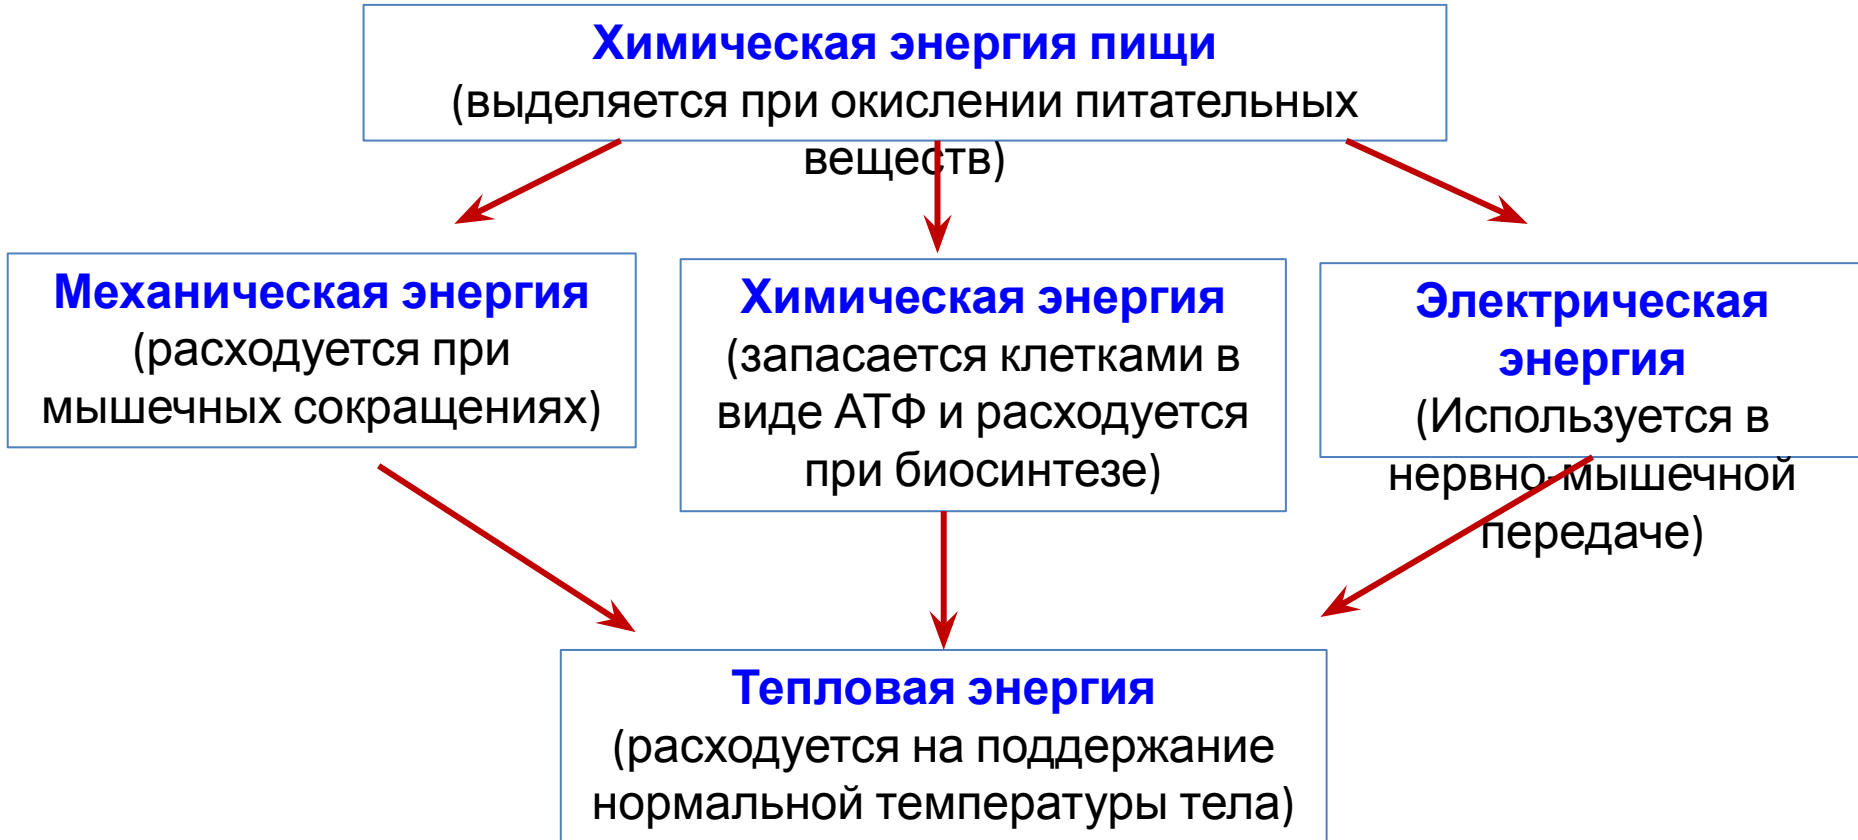 Химическая энергия пищи
(выделяется при окислении питательных
веществ)
Механическая энергия
(расходуется при
мышечных сокращениях)
Химическая энергия
(запасается клетками в
виде АТФ и расходуется
при биосинтезе)
Электрическая
энергия
(Используется в
нервно-мышечной
передаче)
Тепловая энергия
(расходуется на поддержание
нормальной температуры тела)